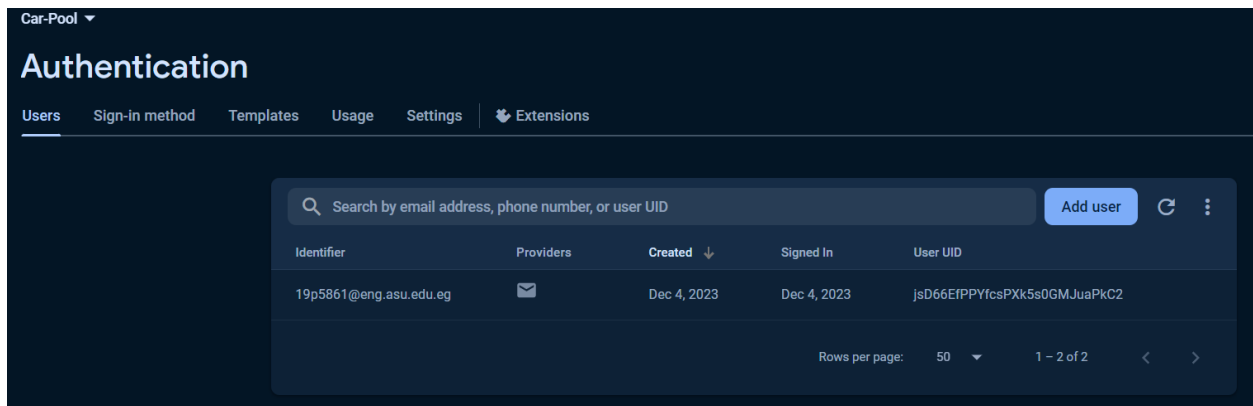 Car-Pool
Authentication
Users Sign-in method Templates Usage Settings Extensions
Search by email address, phone number, or user UID Add user
Identifier Providers Created Signed In User UID
19p5861@eng.asu.edu.eg Dec 4, 2023 Dec 4, 2023 jsD66EfPPYfcsPXk5s0GMJuaPkC2
Rows per page: 50 1 – 2 of 2